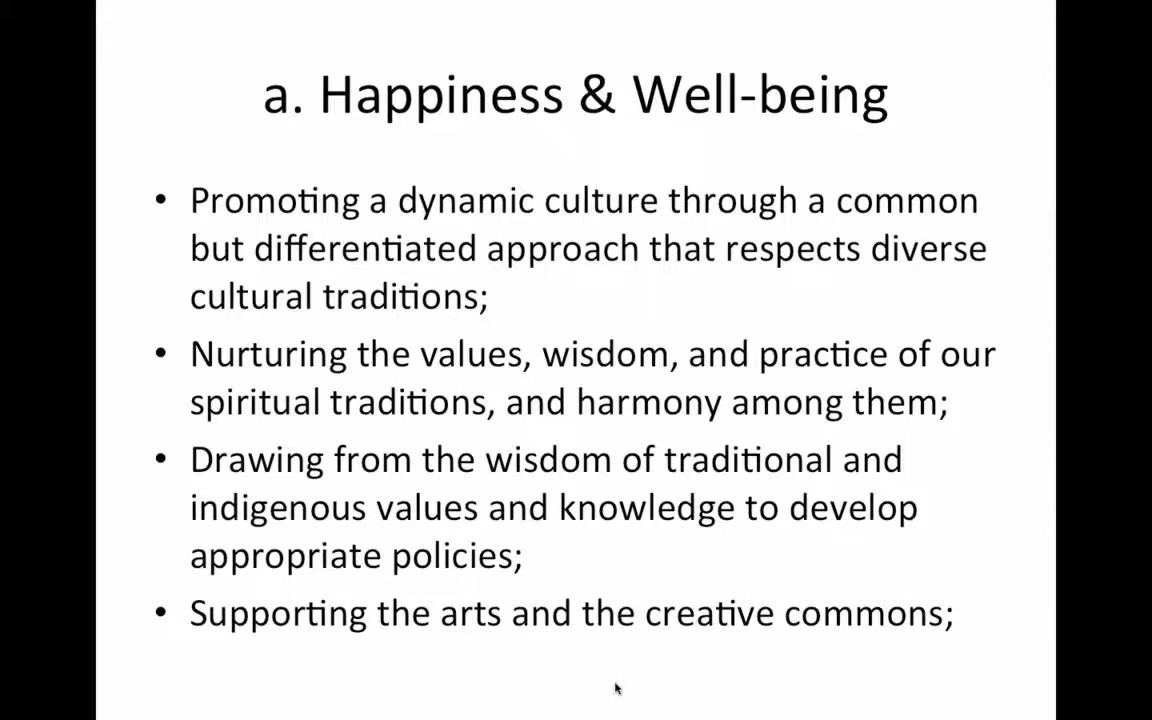 a. Happiness & Well-being
• Promoting a dynamic culture through a common
but differentiated approach that respects diverse
cultural traditions;
• Nurturing the values, wisdom, and practice of our
spiritual traditions, and harmony among them;
• Drawing from the wisdom of traditional and
indigenous values and knowledge to develop
appropriate policies;
• Supporting the arts and the creative commons;